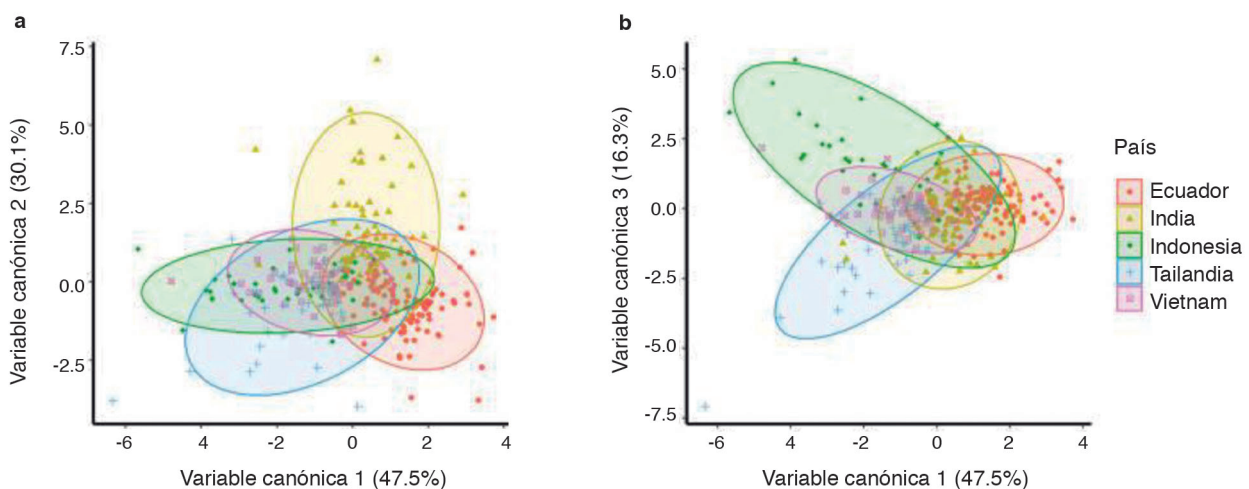 a
7.5
5.0
2.5
0.0
-2.5
-6
-4
-2
0
2
4
Variable canónica 2 (30.1%)
Variable canónica 1 (47.5%)
b
5.0
2.5
0.0
-2.5
-5.0
-7.5
-6
4
-2
0
2
4
Variable canónica 3 (16.3%)
Variable canónica 1 (47.5%)
País
Ecuador
India
Indonesia
Tailandia
Vietnam